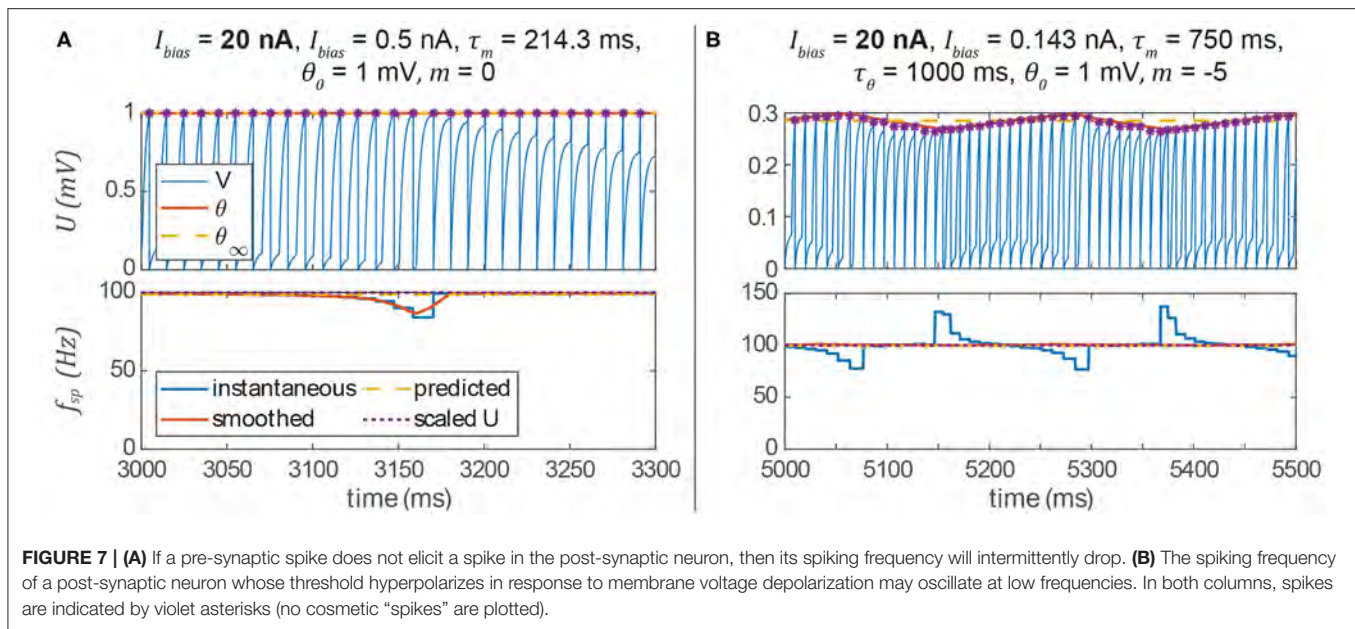 A
I_bias = 20 nA, I_bias = 0.5 nA, τ_m = 214.3 ms,
θ_0 = 1 mV, m = 0
U (mV)
1
0.5
0
V
θ
θ_∞
f_sp (Hz)
100
50
0
instantaneous
predicted
smoothed
scaled U
3000
3050
3100
3150
3200
3250
3300
time (ms)
B
I_bias = 20 nA, I_bias = 0.143 nA, τ_m = 750 ms,
τ_θ = 1000 ms, θ_0 = 1 mV, m = -5
0.3
0.2
0.1
0
150
100
50
0
5000
5100
5200
5300
5400
5500
time (ms)
FIGURE 7 | (A) If a pre-synaptic spike does not elicit a spike in the post-synaptic neuron, then its spiking frequency will intermittently drop. (B) The spiking frequency
of a post-synaptic neuron whose threshold hyperpolarizes in response to membrane voltage depolarization may oscillate at low frequencies. In both columns, spikes
are indicated by violet asterisks (no cosmetic “spikes” are plotted).